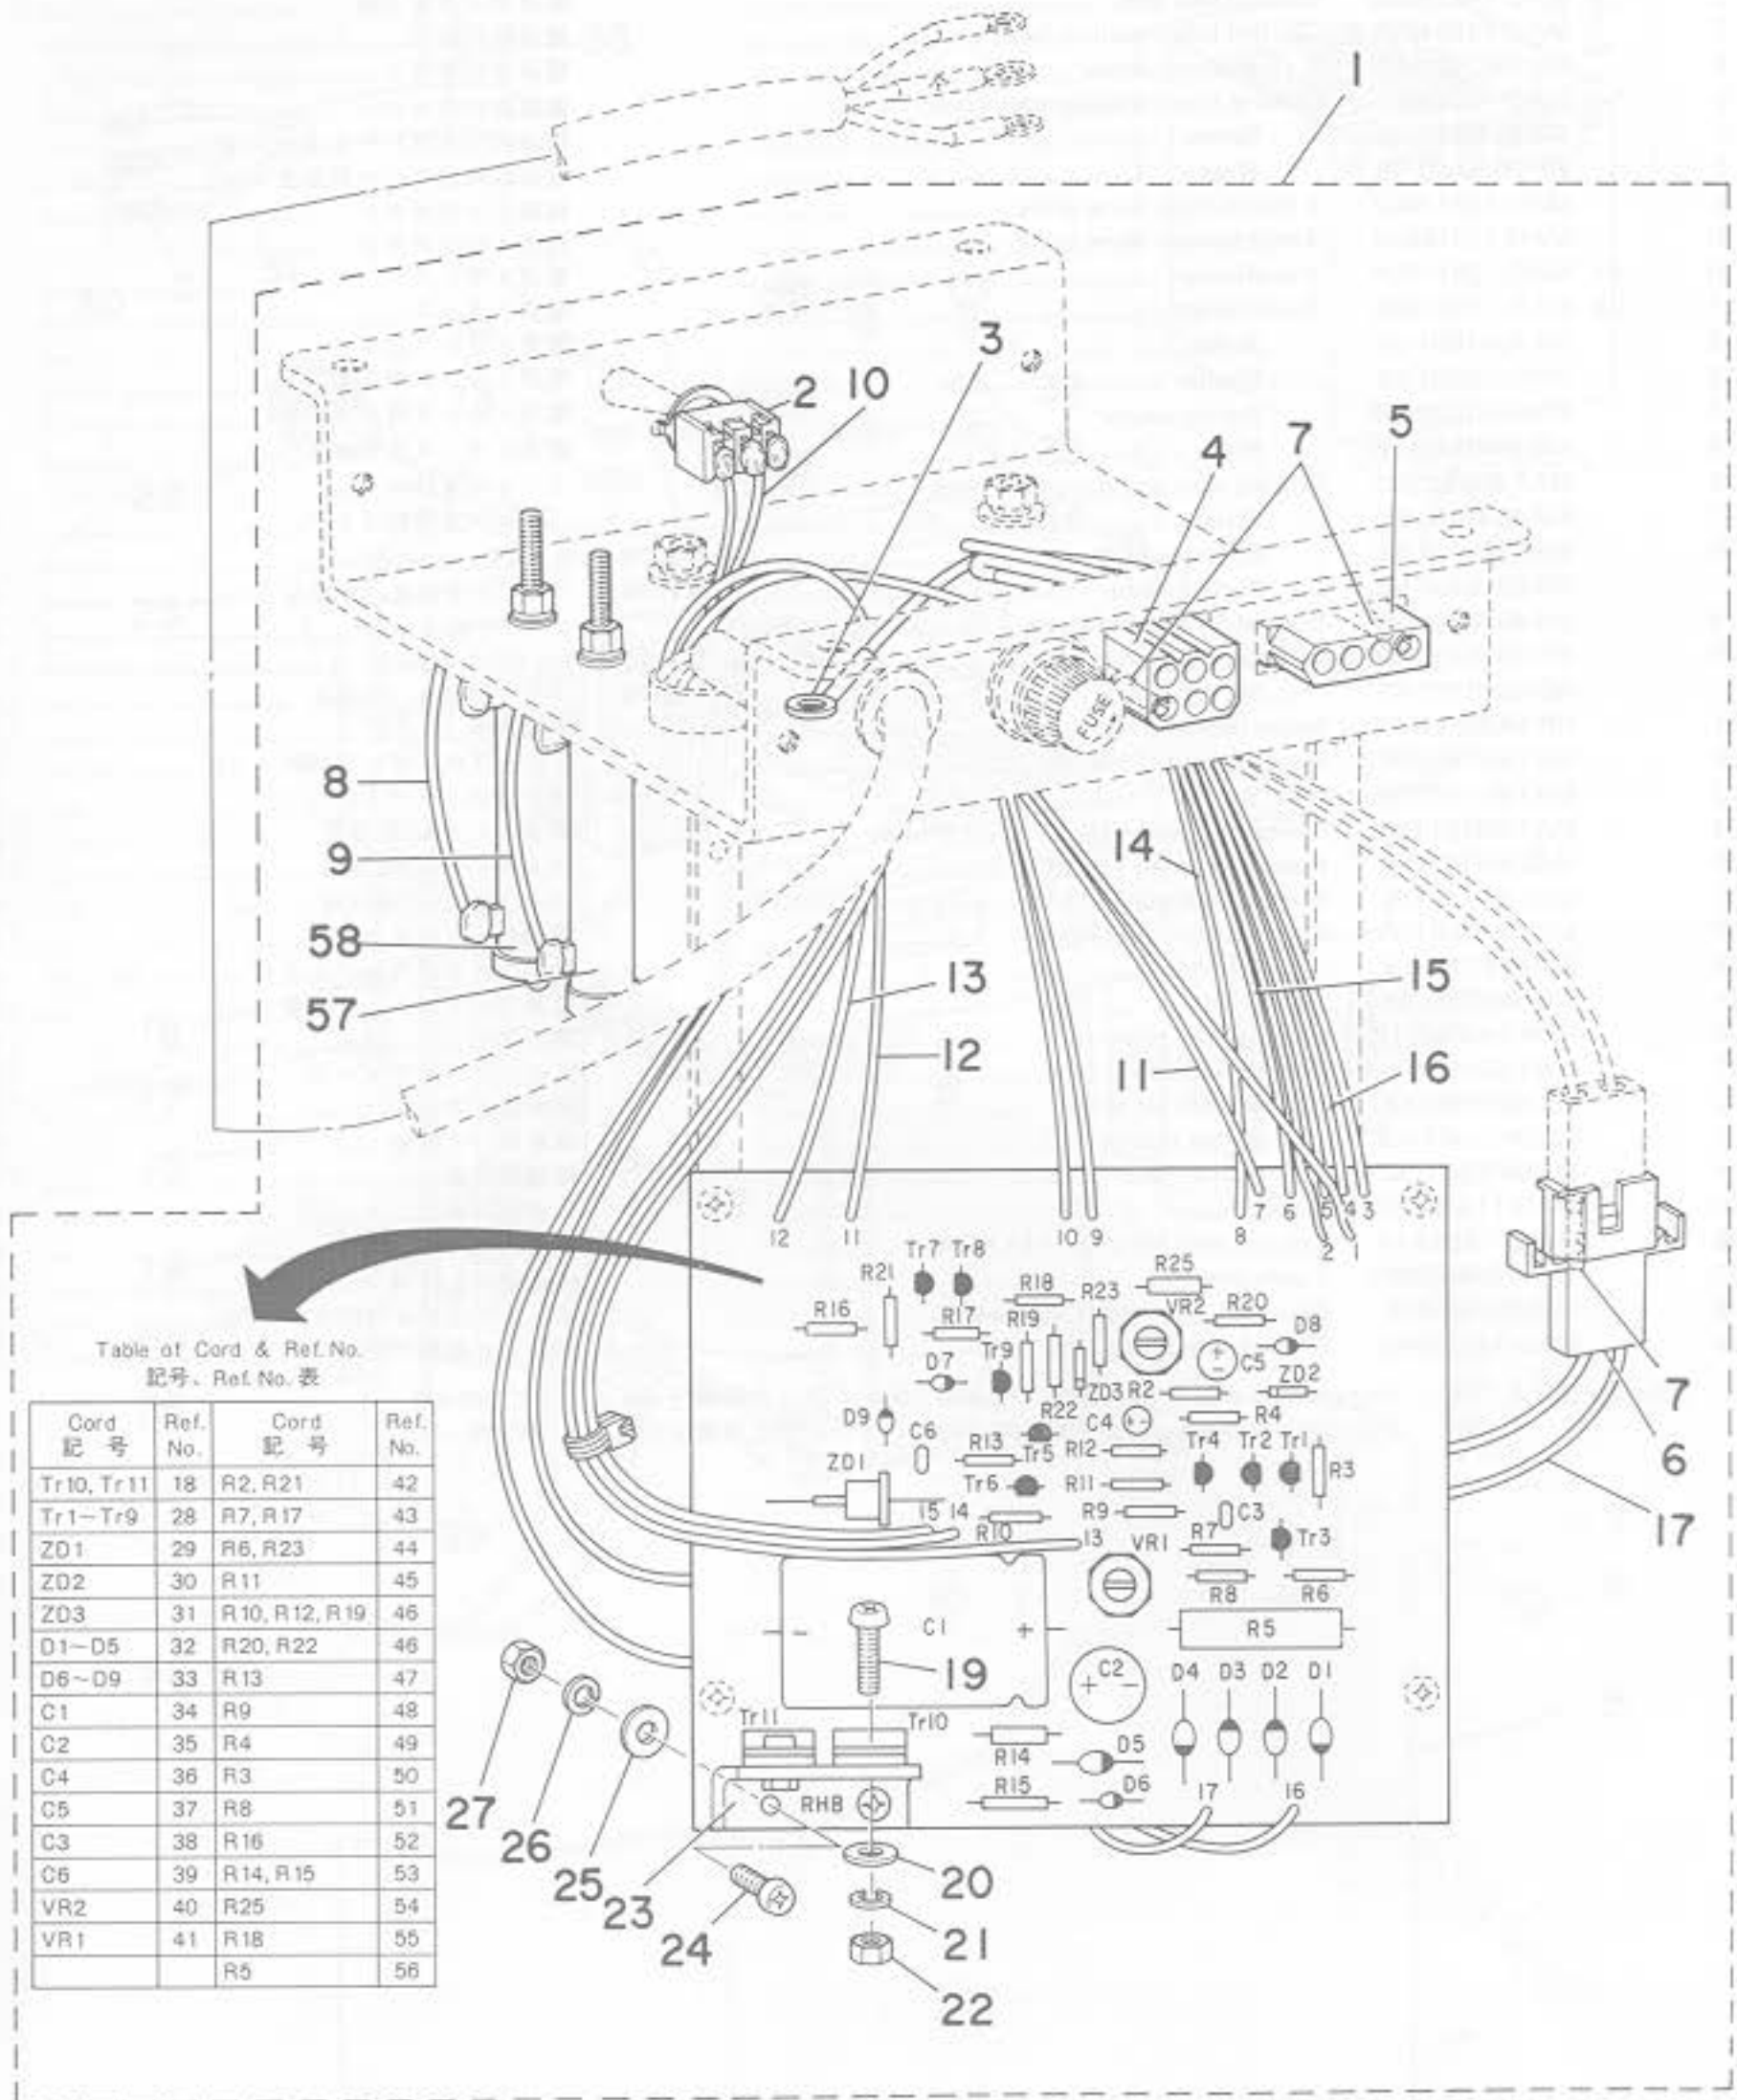 1
3
2 10
4 7 5
FUSE
8
9
14
58
13
15
57
12
11
16
12 11 10 9 8 7 6 5 4 3
2 1
Tr7 Tr8
R21
R25
R18
R23
R16
R17
R19
VR2
R20
D8
Tr9
D7
C5
ZD2
ZD3 R2
7
D9
R22
C4
R4
6
C6
R13
Tr5
R12
Tr4 Tr2 Tr1
ZD1
Tr6
R11
R3
15 14
R9
C3
R10
13
VR1
R7
Tr3
17
R8
R6
C1
- +
R5
19
C2
+ -
D4 D3 D2 D1
Tr11
Tr10
R14
D5
R15
D6
17
16
RHB
27
26
25
23
24
20
21
22
Table of Cord & Ref. No.
記号、Ref. No. 表
Cord Ref. Cord Ref.
記 号 No. 記 号 No.
Tr10, Tr11 18 R2, R21 42
Tr1~Tr9 28 R7, R17 43
ZD1 29 R6, R23 44
ZD2 30 R11 45
ZD3 31 R10, R12, R19 46
D1~D5 32 R20, R22 46
D6~D9 33 R13 47
C1 34 R9 48
C2 35 R4 49
C4 36 R3 50
C5 37 R8 51
C3 38 R16 52
C6 39 R14, R15 53
VR2 40 R25 54
VR1 41 R18 55
R5 56